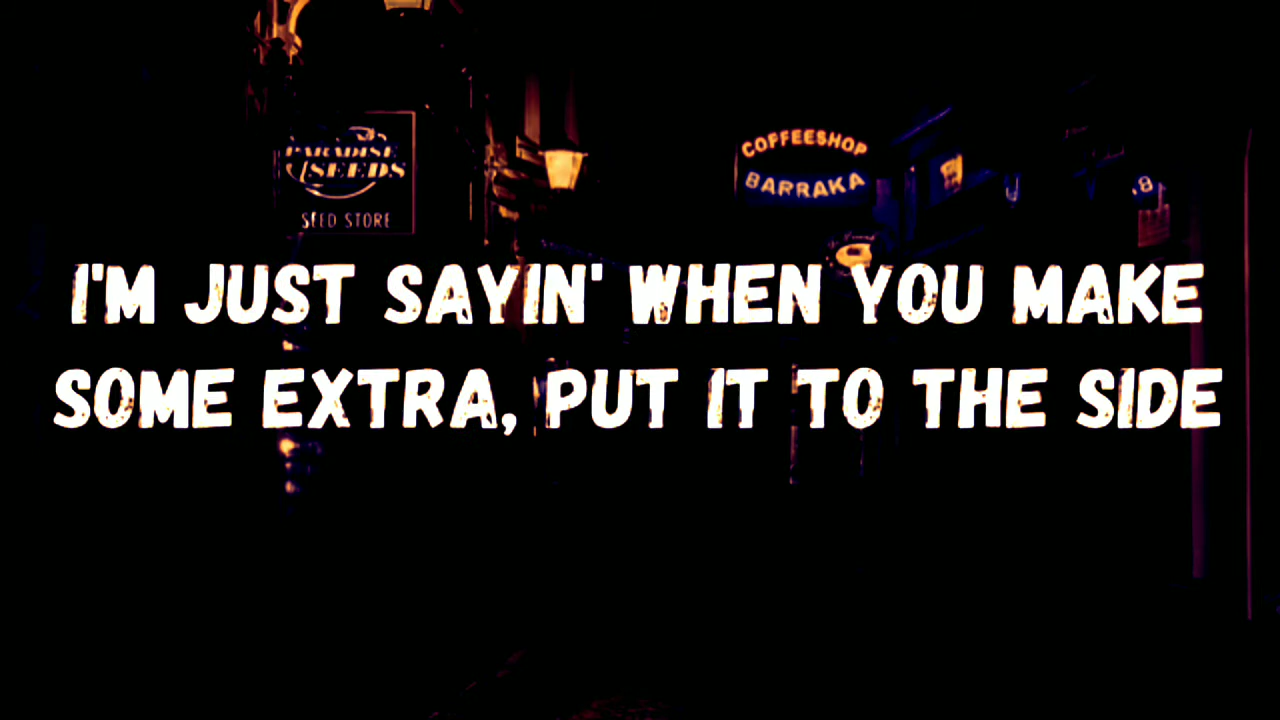 PARADISE
SEEDS
SEED STORE
COFFEESHOP
BARRAKA
I'M JUST SAYIN' WHEN YOU MAKE
SOME EXTRA, PUT IT TO THE SIDE